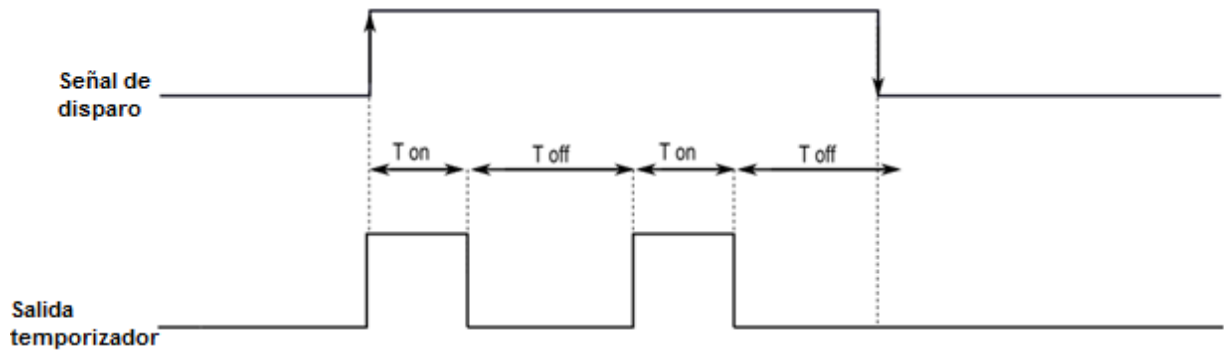 Señal de
disparo
T on
T off
T on
T off
Salida
temporizador